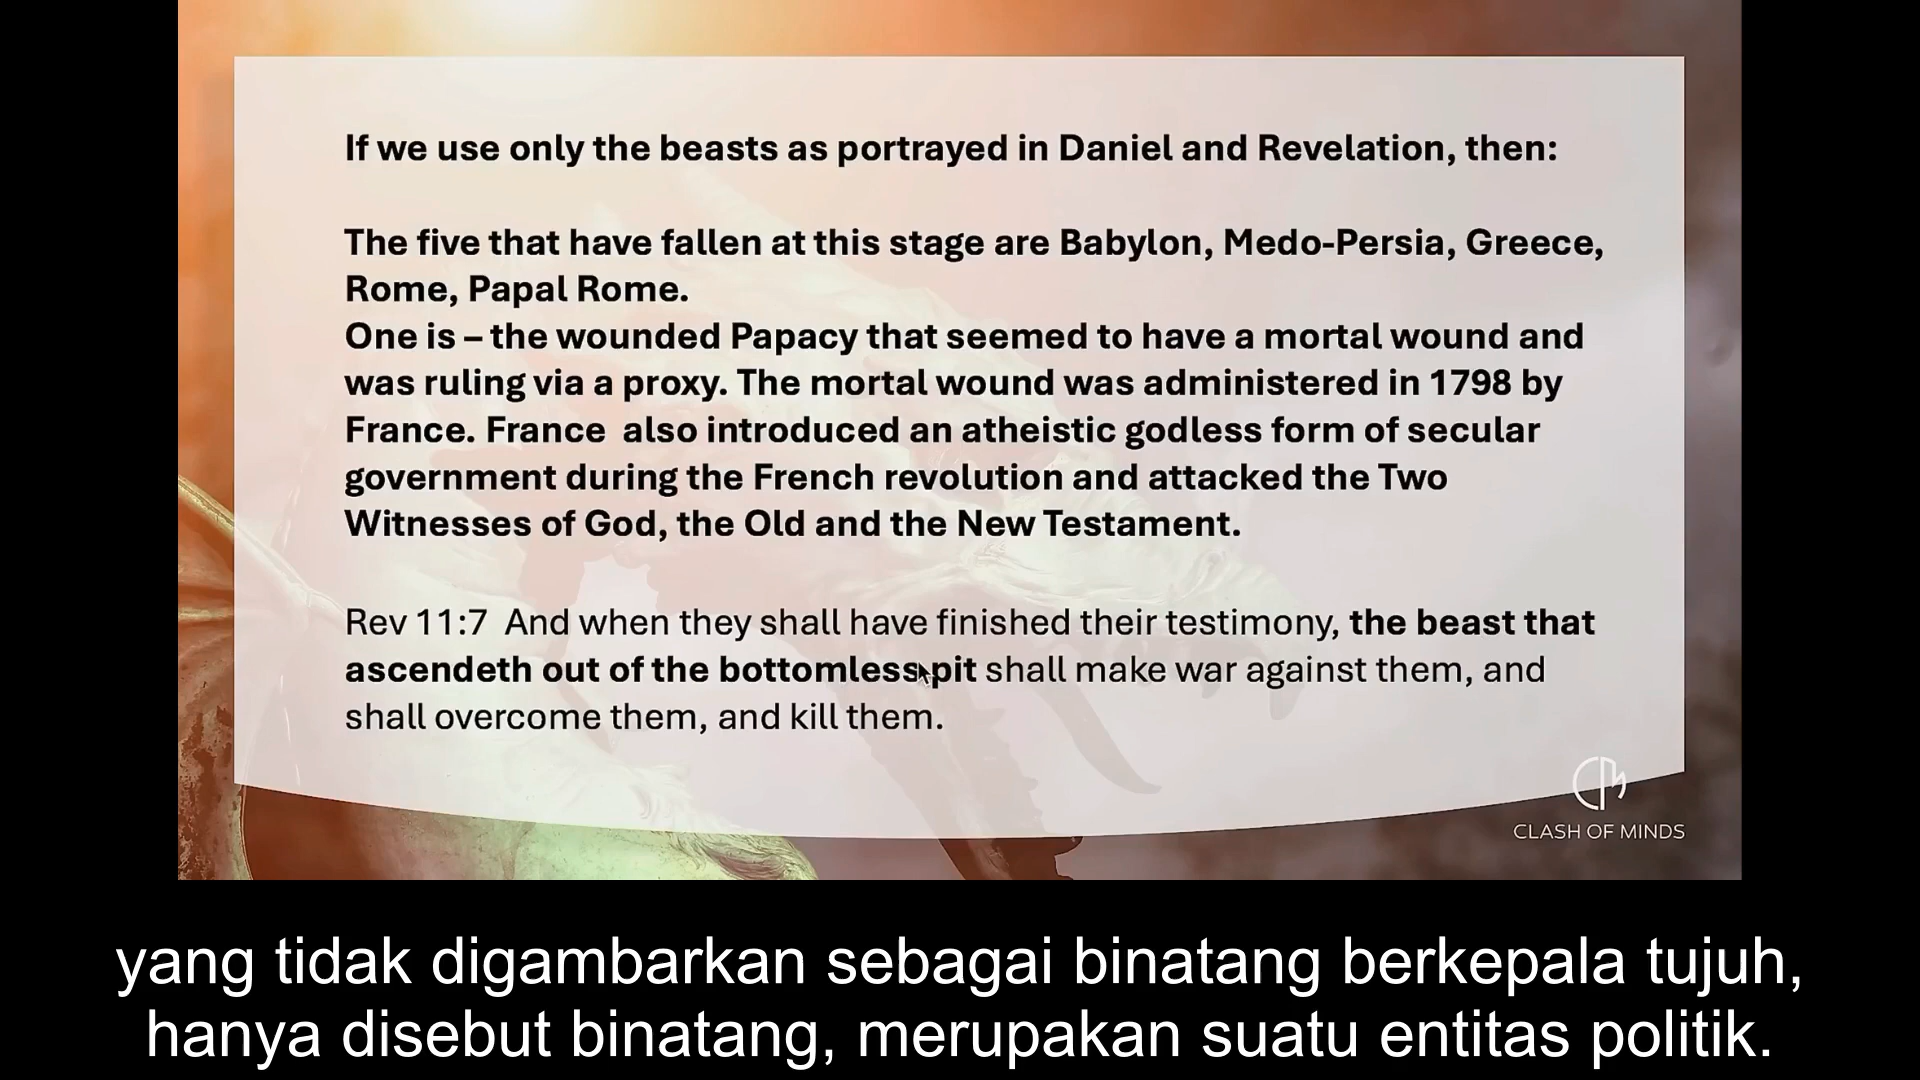 If we use only the beasts as portrayed in Daniel and Revelation, then:
The five that have fallen at this stage are Babylon, Medo-Persia, Greece,
Rome, Papal Rome.
One is – the wounded Papacy that seemed to have a mortal wound and
was ruling via a proxy. The mortal wound was administered in 1798 by
France. France  also introduced an atheistic godless form of secular
government during the French revolution and attacked the Two
Witnesses of God, the Old and the New Testament.
Rev 11:7  And when they shall have finished their testimony, the beast that
ascendeth out of the bottomless pit shall make war against them, and
shall overcome them, and kill them.
CLASH OF MINDS
yang tidak digambarkan sebagai binatang berkepala tujuh,
hanya disebut binatang, merupakan suatu entitas politik.